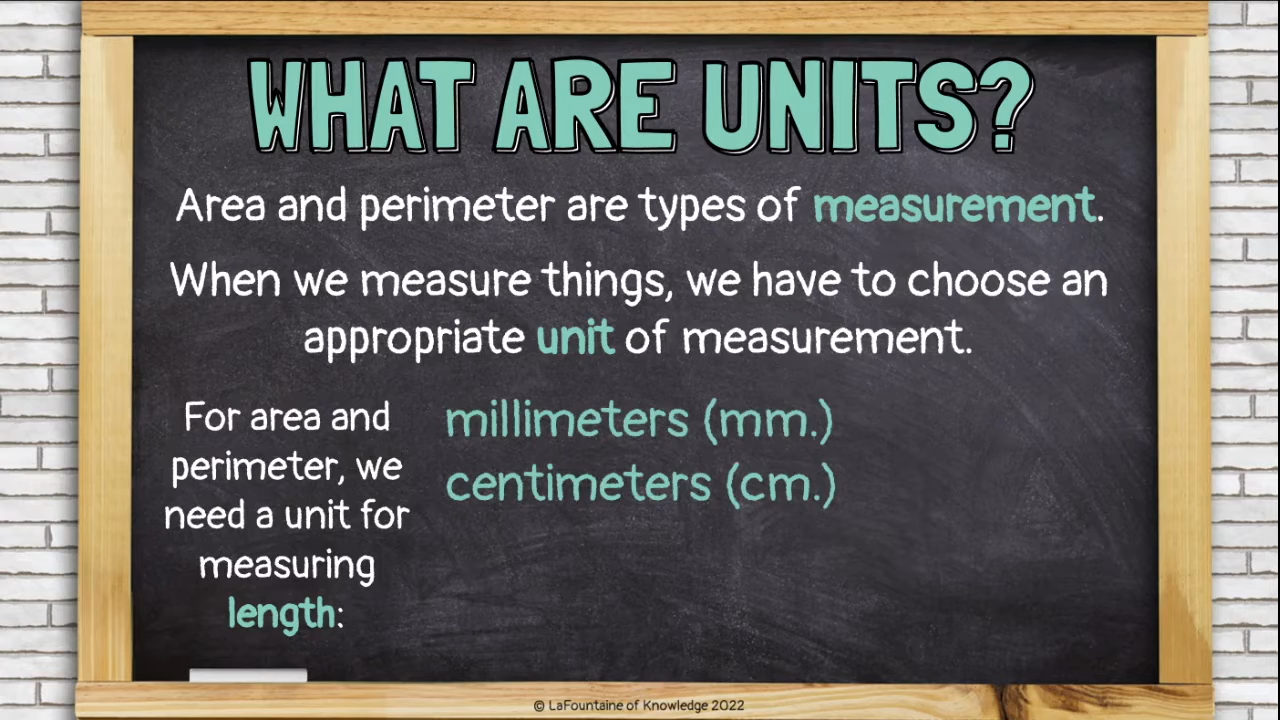 WHAT ARE UNITS?
Area and perimeter are types of measurement.
When we measure things, we have to choose an
appropriate unit of measurement.
For area and
perimeter, we
need a unit for
measuring
length:
millimeters (mm.)
centimeters (cm.)
© LaFountaine of Knowledge 2022